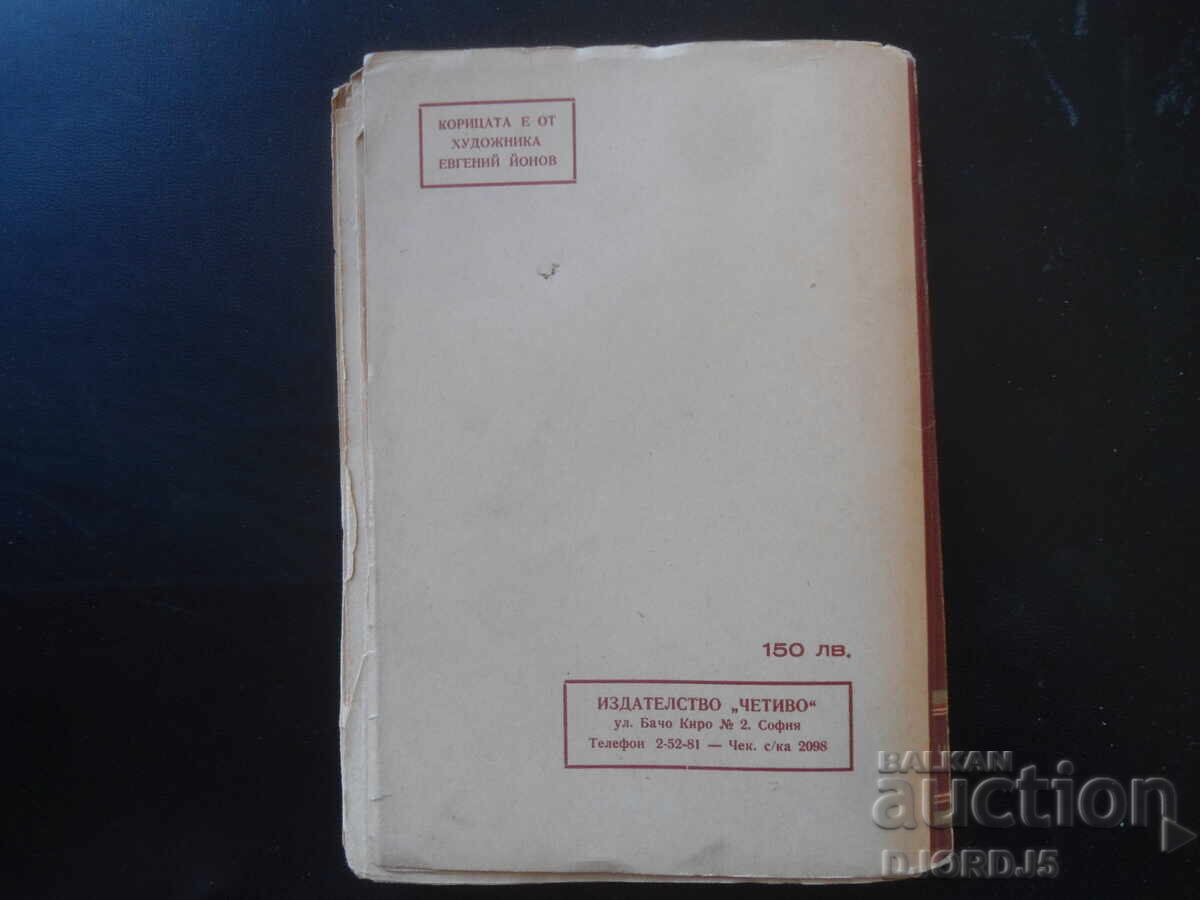 КОРИЦАТА Е ОТ
ХУДОЖНИКА
ЕВГЕНИЙ ЙОНОВ
150 лв.
ИЗДАТЕЛСТВО „ЧЕТИВО“
ул. Бачо Киро № 2. София
Телефон 2-52-81 — Чек. с/ка 2098
BALKAN
auction
DJORDJ5